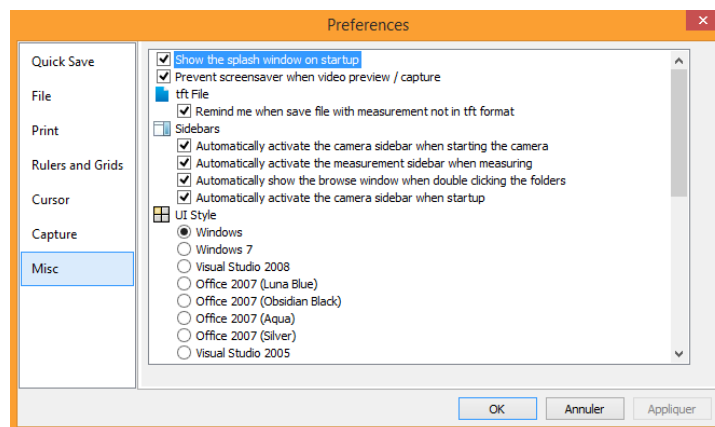 Preferences
Quick Save
File
Print
Rulers and Grids
Cursor
Capture
Misc
Show the splash window on startup
Prevent screensaver when video preview / capture
tft File
Remind me when save file with measurement not in tft format
Sidebars
Automatically activate the camera sidebar when starting the camera
Automatically activate the measurement sidebar when measuring
Automatically show the browse window when double clicking the folders
Automatically activate the camera sidebar when startup
UI Style
Windows
Windows 7
Visual Studio 2008
Office 2007 (Luna Blue)
Office 2007 (Obsidian Black)
Office 2007 (Aqua)
Office 2007 (Silver)
Visual Studio 2005
OK Annuler Appliquer